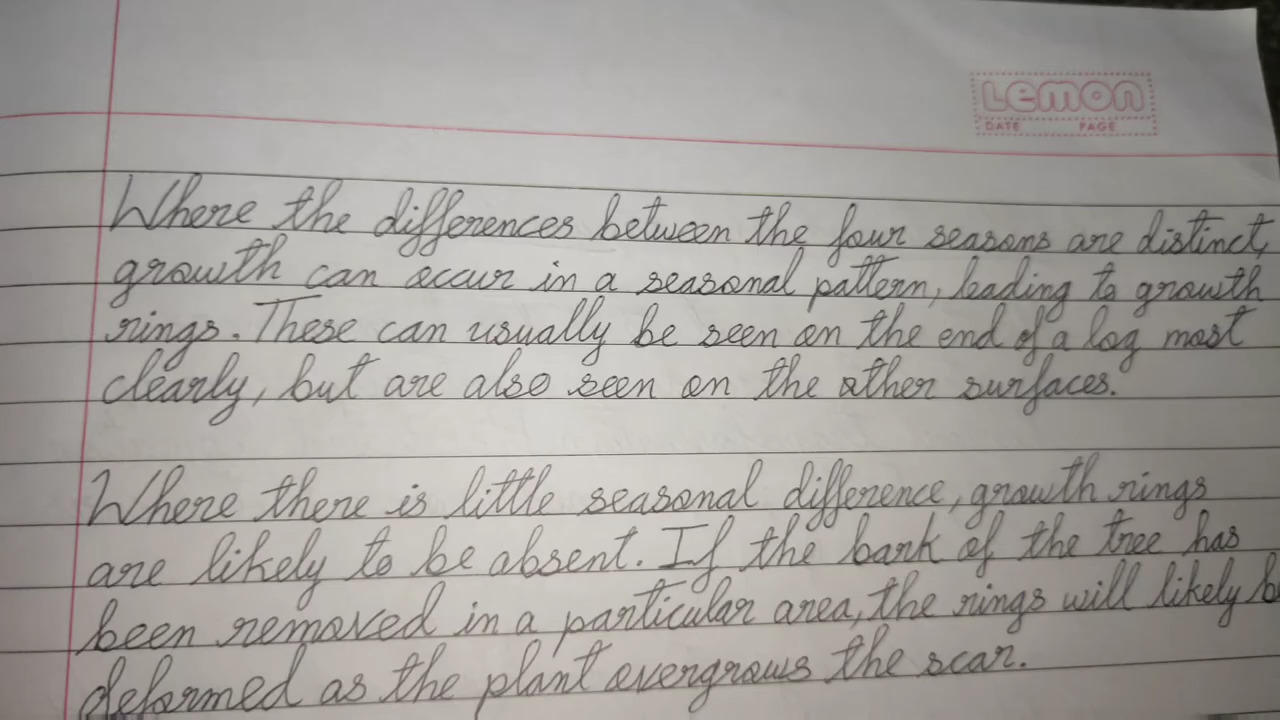 Lemon
DATE PAGE
Where the differences between the four seasons are distinct,
growth can occur in a seasonal pattern, leading to growth
rings. These can usually be seen on the end of a log most
clearly, but are also seen on the other surfaces.
Where there is little seasonal difference, growth rings
are likely to be absent. If the bark of the tree has
been removed in a particular area, the rings will likely b
deformed as the plant overgrows the scar.